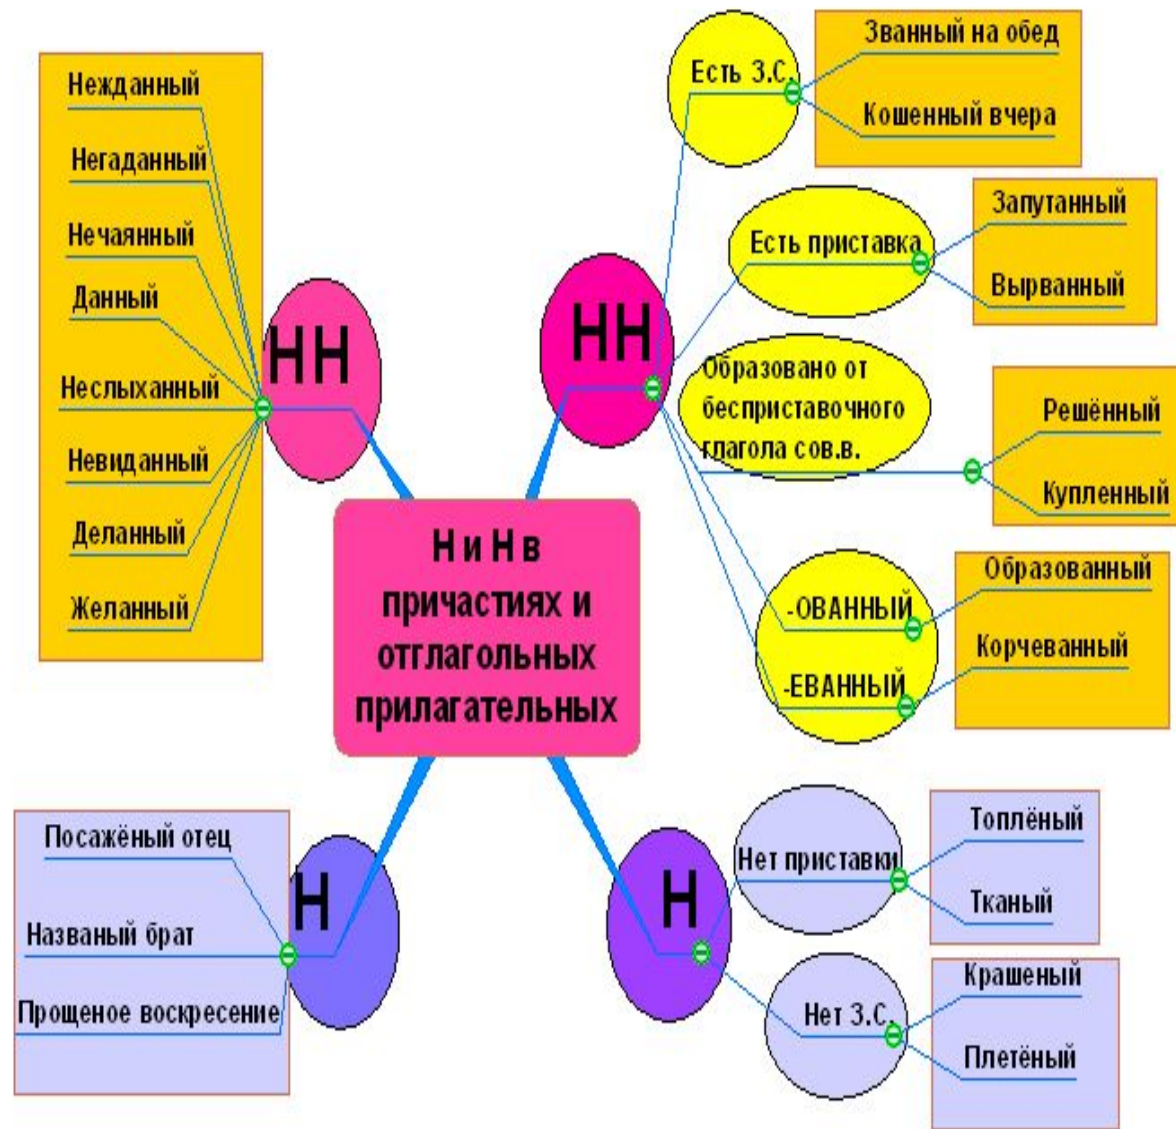 Нежданный
Негаданный
Нечаянный
Данный
Неслыханный
Невиданный
Деланный
Желанный
НН
НН
Есть З.С.
Званный на обед
Кошенный вчера
Есть приставка
Запутанный
Вырванный
Образовано от
бесприставочного
глагола сов.в.
Решённый
Купленный
-ОВАННЫЙ
Образованный
-ЕВАННЫЙ
Корчеванный
Н и Н в
причастиях и
отглагольных
прилагательных
Посажёный отец
Названый брат
Прощеное воскресение
Н
Н
Нет приставки
Топлёный
Тканый
Нет З.С.
Крашеный
Плетёный